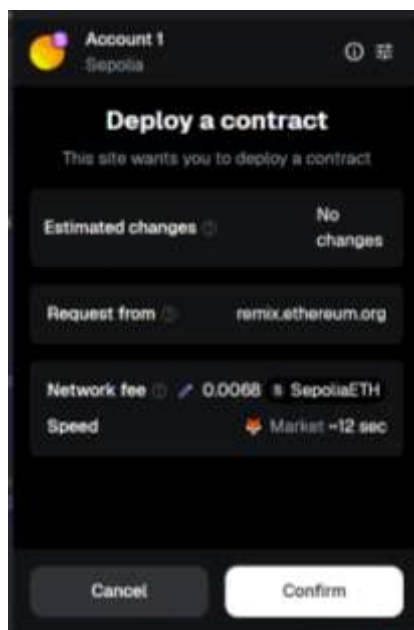 Account 1
Sepolia
Deploy a contract
This site wants you to deploy a contract
Estimated changes
No
changes
Request from
remix.ethereum.org
Network fee 0.0068 SepoliaETH
Speed Market ~12 sec
Cancel
Confirm